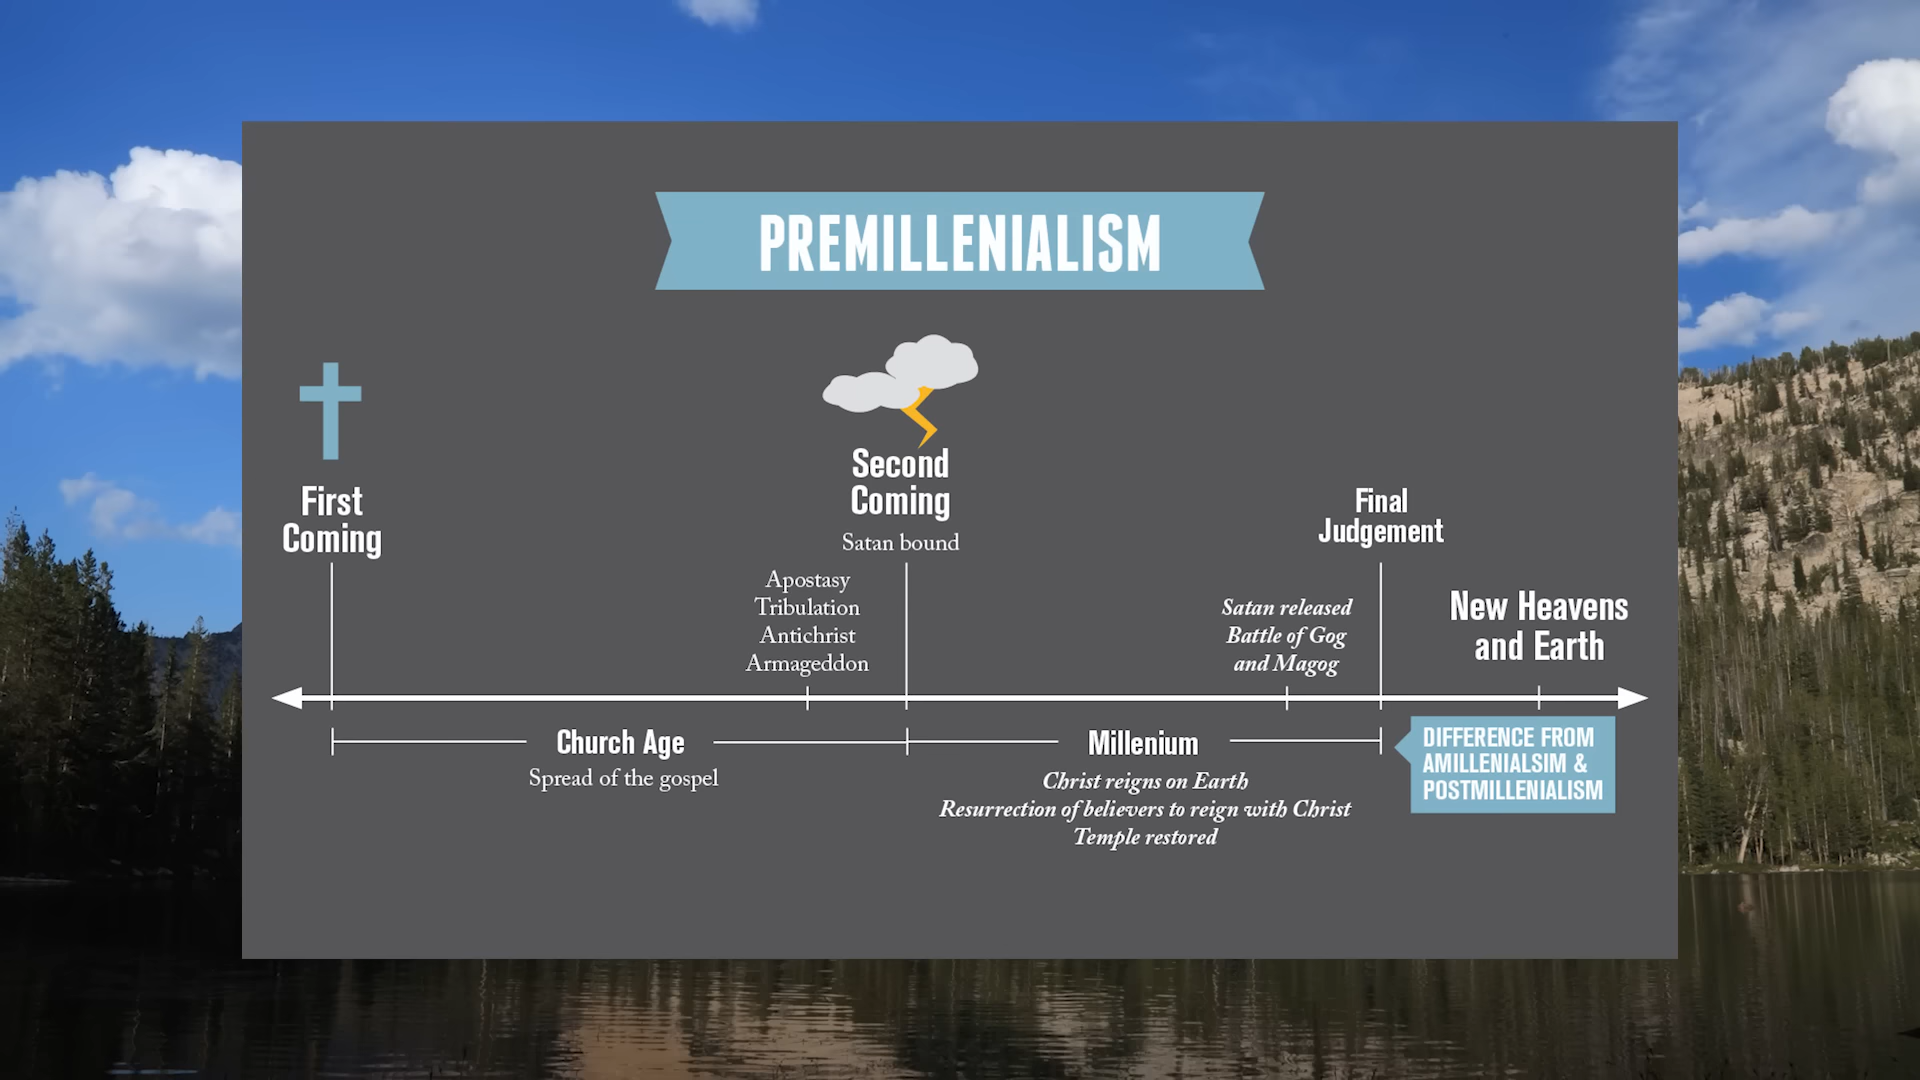 PREMILLENIALISM
First
Coming
Second
Coming
Satan bound
Apostasy
Tribulation
Antichrist
Armageddon
Final
Judgement
Satan released
Battle of Gog
and Magog
New Heavens
and Earth
Church Age
Spread of the gospel
Millenium
Christ reigns on Earth
Resurrection of believers to reign with Christ
Temple restored
DIFFERENCE FROM
AMILLENIALSIM &
POSTMILLENIALISM